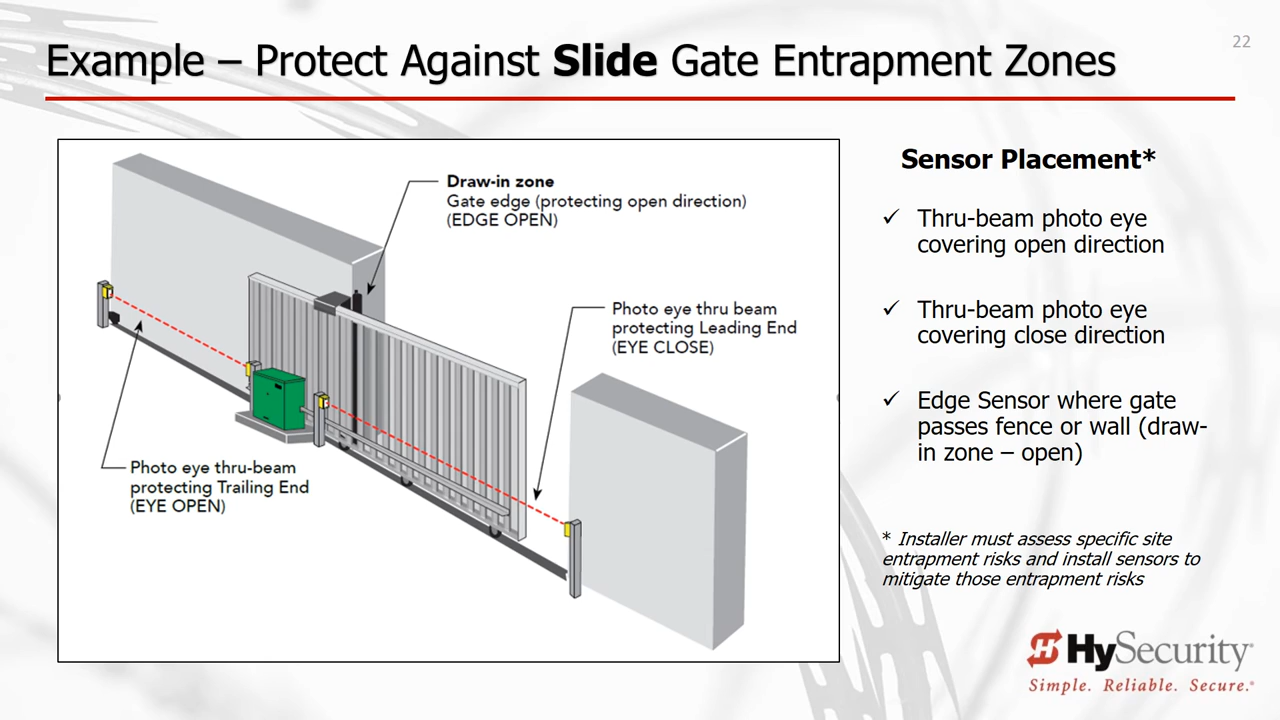 22
Example – Protect Against Slide Gate Entrapment Zones
Draw-in zone
Gate edge (protecting open direction)
(EDGE OPEN)
Photo eye thru beam
protecting Leading End
(EYE CLOSE)
Photo eye thru-beam
protecting Trailing End
(EYE OPEN)
Sensor Placement*
✓ Thru-beam photo eye
covering open direction
✓ Thru-beam photo eye
covering close direction
✓ Edge Sensor where gate
passes fence or wall (draw-
in zone – open)
* Installer must assess specific site
entrapment risks and install sensors to
mitigate those entrapment risks
H HySecurity®
Simple. Reliable. Secure.®